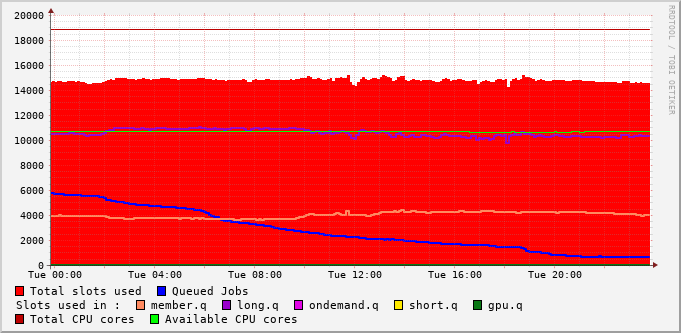 20000
18000
16000
14000
12000
10000
8000
6000
4000
2000
0
Tue 00:00 Tue 04:00 Tue 08:00 Tue 12:00 Tue 16:00 Tue 20:00
Total slots used Queued Jobs
Slots used in : member.q long.q ondemand.q short.q gpu.q
Total CPU cores Available CPU cores
RRDTOOL / TOBI OETIKER